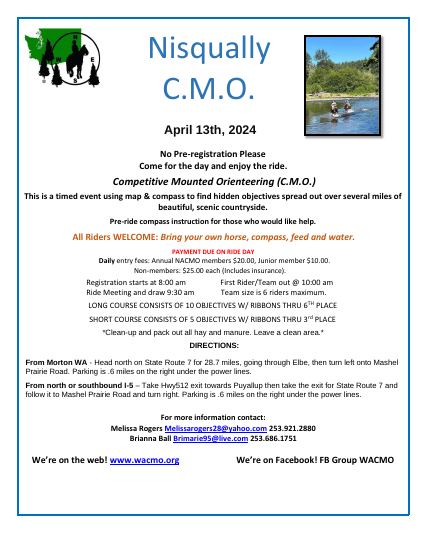 N
W
E
S
Nisqually
C.M.O.
April 13th, 2024
No Pre-registration Please
Come for the day and enjoy the ride.
Competitive Mounted Orienteering (C.M.O.)
This is a timed event using map & compass to find hidden objectives spread out over several miles of
beautiful, scenic countryside.
Pre-ride compass instruction for those who would like help.
All Riders WELCOME: Bring your own horse, compass, feed and water.
PAYMENT DUE ON RIDE DAY
Daily entry fees: Annual NACMO members $20.00, Junior member $10.00.
Non-members: $25.00 each (Includes insurance).
Registration starts at 8:00 am First Rider/Team out @ 10:00 am
Ride Meeting and draw 9:30 am Team size is 6 riders maximum.
LONG COURSE CONSISTS OF 10 OBJECTIVES W/ RIBBONS THRU 6TH PLACE
SHORT COURSE CONSISTS OF 5 OBJECTIVES W/ RIBBONS THRU 3rd PLACE
*Clean-up and pack out all hay and manure. Leave a clean area.*
DIRECTIONS:
From Morton WA - Head north on State Route 7 for 28.7 miles, going through Elbe, then turn left onto Mashel
Prairie Road. Parking is .6 miles on the right under the power lines.
From north or southbound I-5 – Take Hwy512 exit towards Puyallup then take the exit for State Route 7 and
follow it to Mashel Prairie Road and turn right. Parking is .6 miles on the right under the power lines.
For more information contact:
Melissa Rogers Melissarogers28@yahoo.com 253.921.2880
Brianna Ball Brimarie95@live.com 253.686.1751
We're on the web! www.wacmo.org We're on Facebook! FB Group WACMO